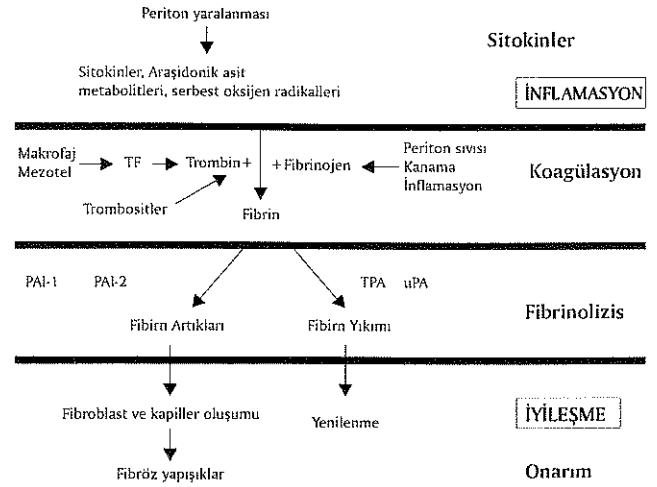 Periton yaralanması
Sitokinler
Sitokinler, Araşidonik asit
metabolitleri, serbest oksijen radikalleri
İNFLAMASYON
Makrofaj
Mezotel
TF
Trombin+
+Fibrinojen
Periton sıvısı
Kanama
İnflamasyon
Koagülasyon
Trombositler
Fibrin
PAI-1
PAI-2
TPA
uPA
Fibirn Artıkları
Fibirn Yıkımı
Fibrinolizis
Fibroblast ve kapiller oluşumu
Yenilenme
İYİLEŞME
Fibröz yapışıklar
Onarım